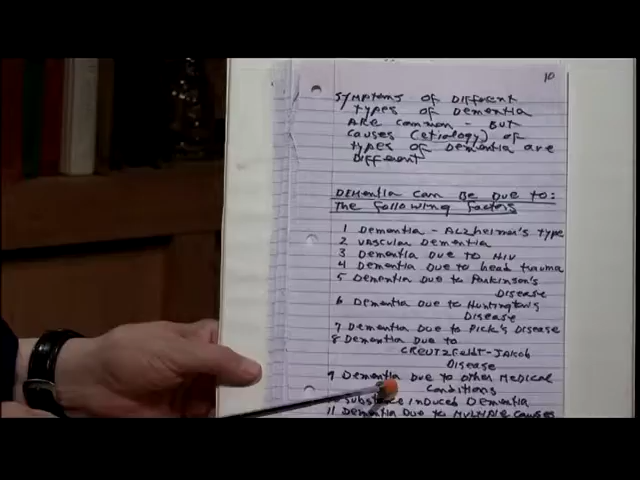 10
Symptoms of Different
types of Dementia
are common - But
causes (etiology) of
types of Dementia are
different
Dementia can Be Due to:
The following factors
1 Dementia - Alzheimer's type
2 Vascular Dementia
3 Dementia Due to HIV
4 Dementia Due to head trauma
5 Dementia Due to Parkinson's
Disease
6 Dementia Due to Huntington's
Disease
7 Dementia Due to Pick's Disease
8 Dementia Due to
Creutzfeldt-Jakob
Disease
9 Dementia Due to other Medical
Conditions
Substance induced Dementia
11 Dementia Due to Multiple causes